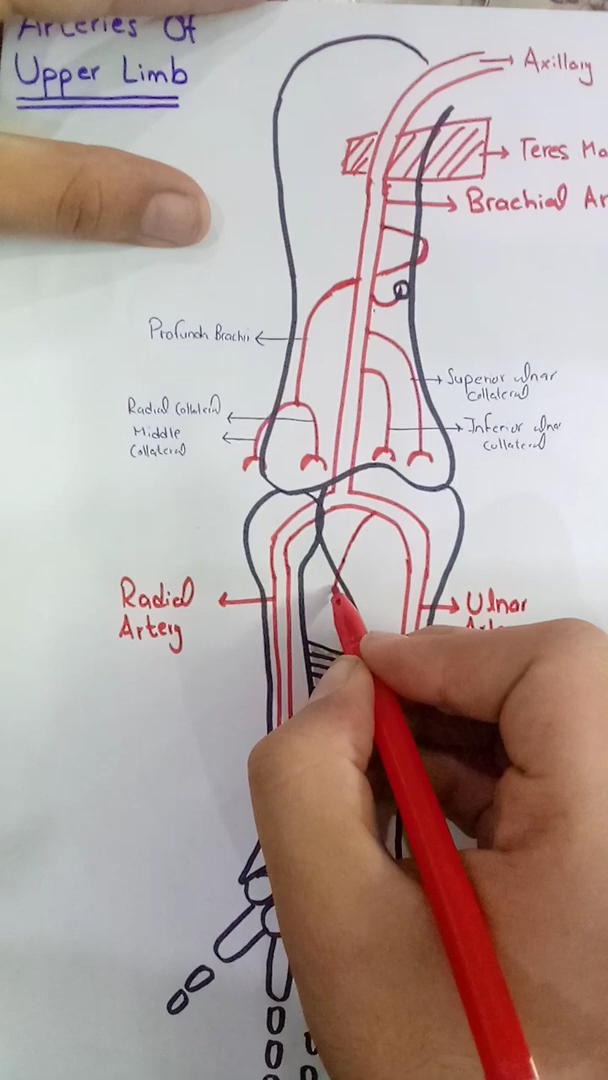 Arteries Of
Upper Limb
Axillary
Teres Ma
Brachial Ar
Profunda Brachii
Superior ulnar
Collateral
Radial Collateral
Middle
Collateral
Inferior ulnar
Collateral
Radial
Artery
Ulnar